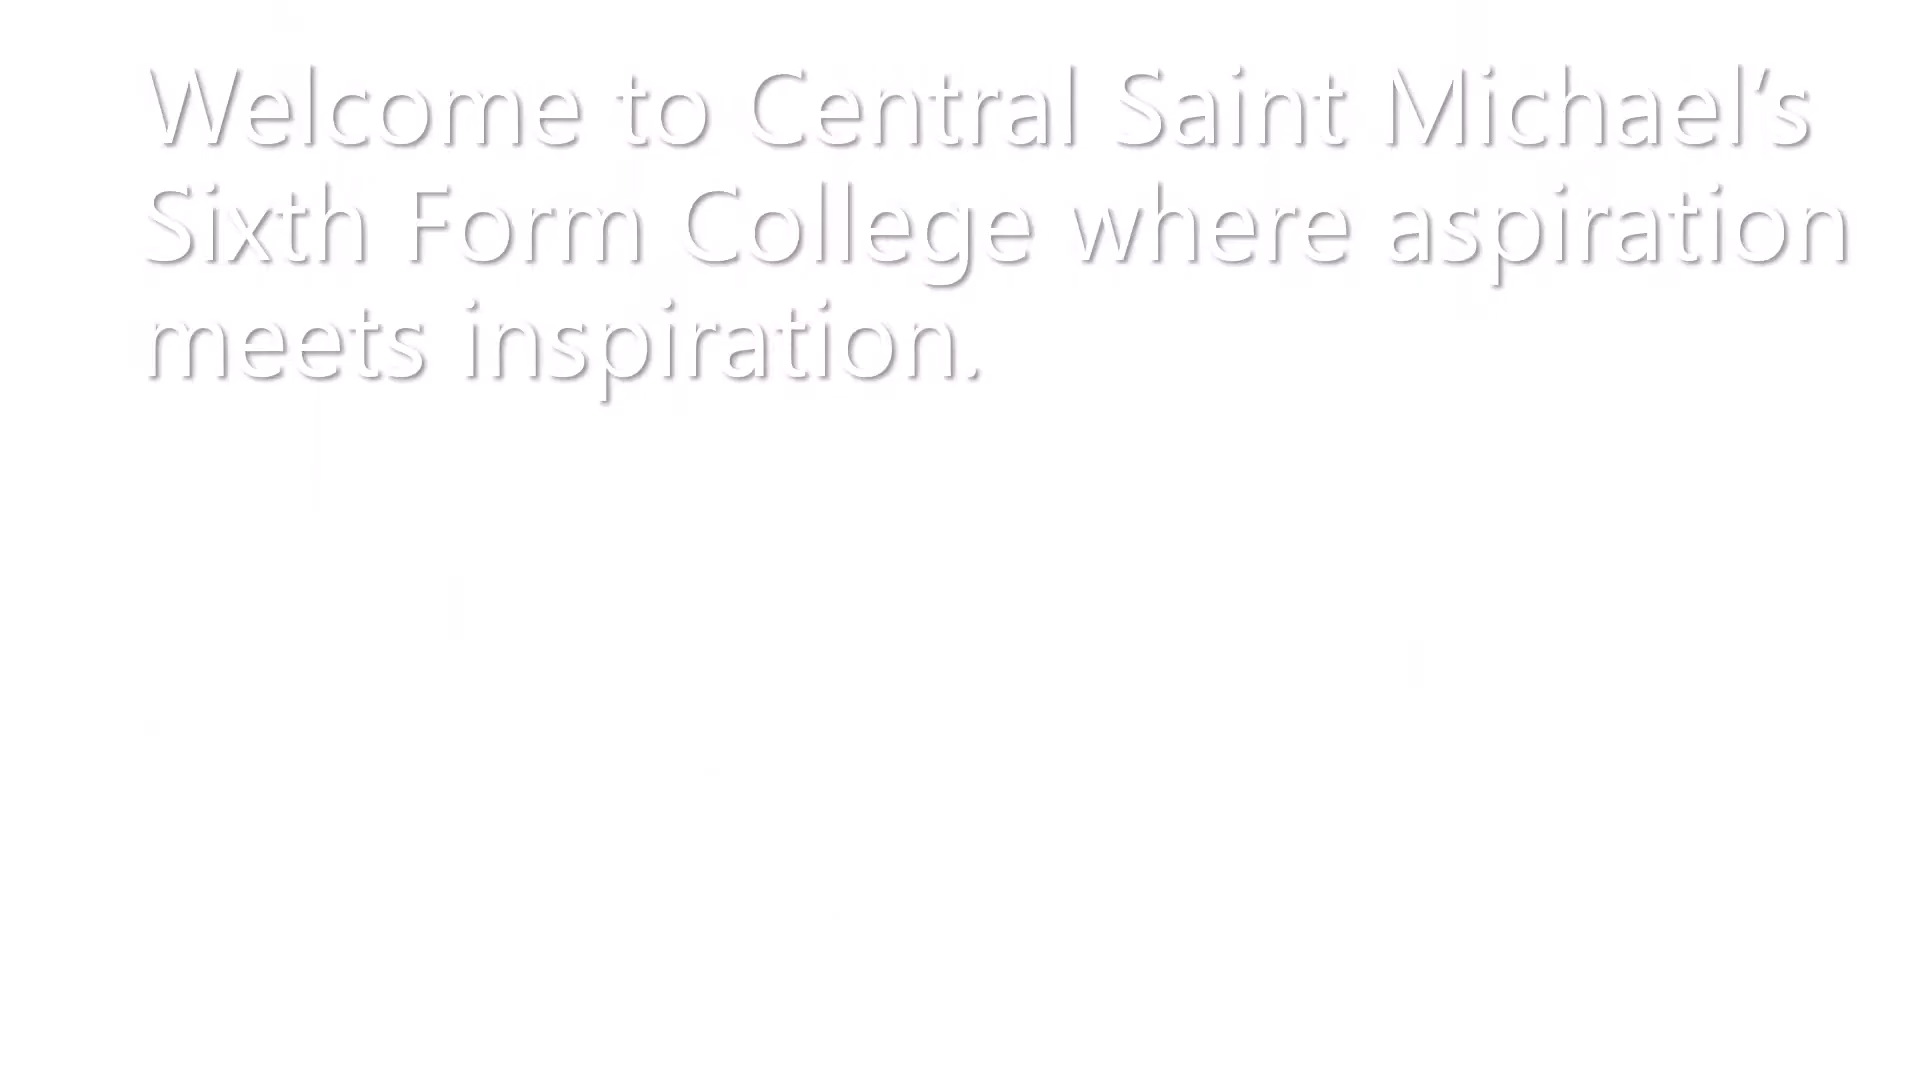 Welcome to Central Saint Michael’s
Sixth Form College where aspiration
meets inspiration.